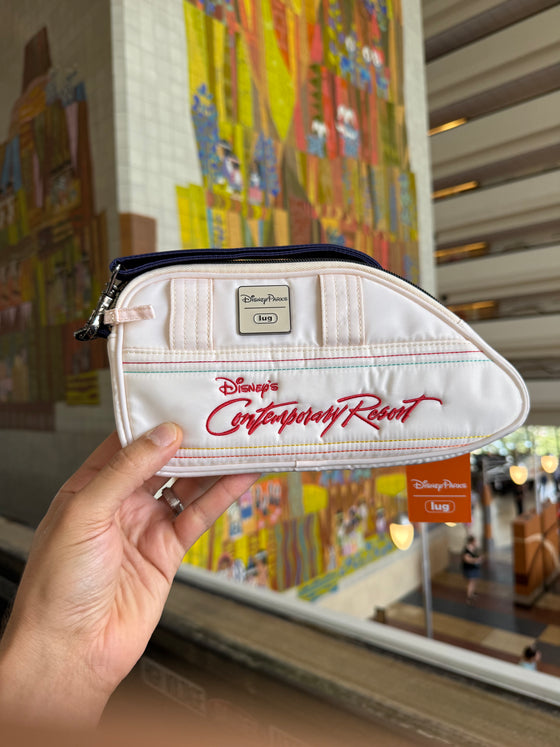 Disney Parks
lug
Disney's
Contemporary Resort
Disney Parks
lug